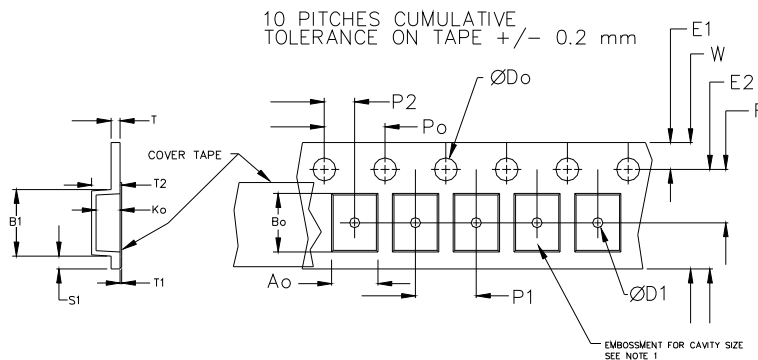 10 PITCHES CUMULATIVE
TOLERANCE ON TAPE +/- 0.2 mm
E1
W
ØDo
E2
P2
F
Po
T
COVER TAPE
T2
B1
Ko
Bo
Ao
P1
ØD1
S1
T1
EMBOSSMENT FOR CAVITY SIZE
SEE NOTE 1